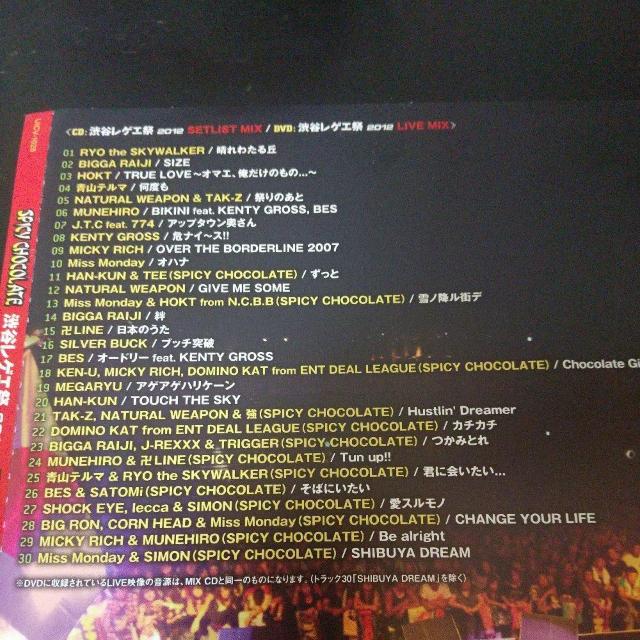 〈CD: 渋谷レゲエ祭 2012 SETLIST MIX / DVD: 渋谷レゲエ祭 2012 LIVE MIX〉
01 RYO the SKYWALKER / 晴れわたる丘
02 BIGGA RAIJI / SIZE
03 HOKT / TRUE LOVE～オマエ、俺だけのもの…～
04 青山テルマ / 何度も
05 NATURAL WEAPON & TAK-Z / 祭りのあと
06 MUNEHIRO / BIKINI feat. KENTY GROSS, BES
07 J.T.C feat. 774 / アップタウン奥さん
08 KENTY GROSS / 危ナイ～ス!!
09 MICKY RICH / OVER THE BORDERLINE 2007
10 Miss Monday / オハナ
11 HAN-KUN & TEE(SPICY CHOCOLATE) / ずっと
12 NATURAL WEAPON / GIVE ME SOME
13 Miss Monday & HOKT from N.C.B.B(SPICY CHOCOLATE) / 雪ノ降ル街デ
14 BIGGA RAIJI / 絆
15 卍LINE / 日本のうた
16 SILVER BUCK / ブッチ突破
17 BES / オードリー feat. KENTY GROSS
18 KEN-U, MICKY RICH, DOMINO KAT from ENT DEAL LEAGUE(SPICY CHOCOLATE) / Chocolate Gi
19 MEGARYU / アゲアゲハリケーン
20 HAN-KUN / TOUCH THE SKY
21 TAK-Z, NATURAL WEAPON & 強(SPICY CHOCOLATE) / Hustlin' Dreamer
22 DOMINO KAT from ENT DEAL LEAGUE(SPICY CHOCOLATE) / カチカチ
23 BIGGA RAIJI, J-REXXX & TRIGGER(SPICY CHOCOLATE) / つかみとれ
24 MUNEHIRO & 卍LINE(SPICY CHOCOLATE) / Tun up!!
25 青山テルマ & RYO the SKYWALKER(SPICY CHOCOLATE) / 君に会いたい…
26 BES & SATOMi(SPICY CHOCOLATE) / そばにいたい
27 SHOCK EYE, lecca & SIMON(SPICY CHOCOLATE) / 愛スルモノ
28 BIG RON, CORN HEAD & Miss Monday(SPICY CHOCOLATE) / CHANGE YOUR LIFE
29 MICKY RICH & MUNEHIRO(SPICY CHOCOLATE) / Be alright
30 Miss Monday & SIMON(SPICY CHOCOLATE) / SHIBUYA DREAM
※DVDに収録されているLIVE映像の音源は、MIX CDと同一のものになります。(トラック30「SHIBUYA DREAM」を除く)
SPICY CHOCOLATE 渋谷レゲエ祭